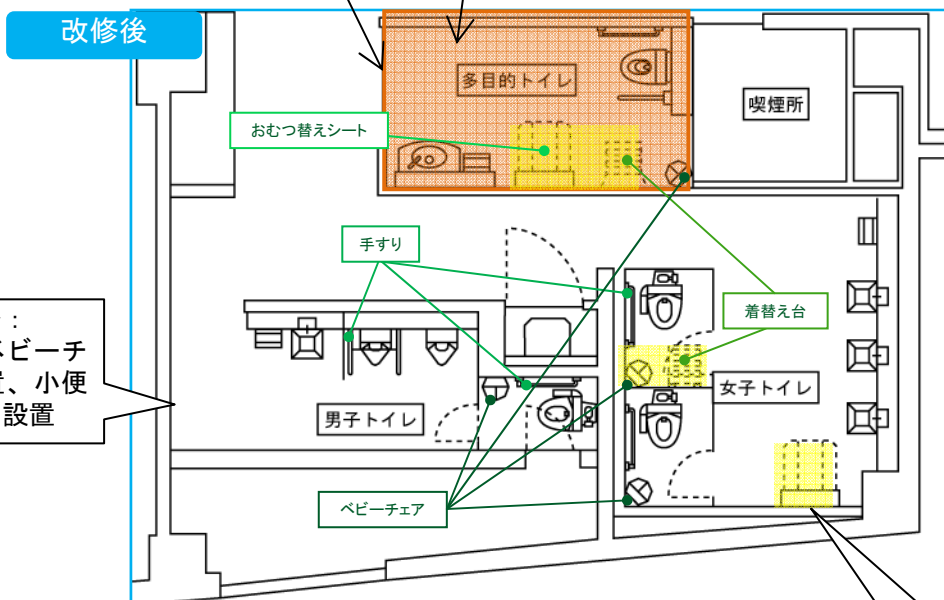 改修後
多目的トイレ
喫煙所
おむつ替えシート
手すり
着替え台
：
ベビーチ
置、小便
設置
女子トイレ
男子トイレ
ベビーチェア